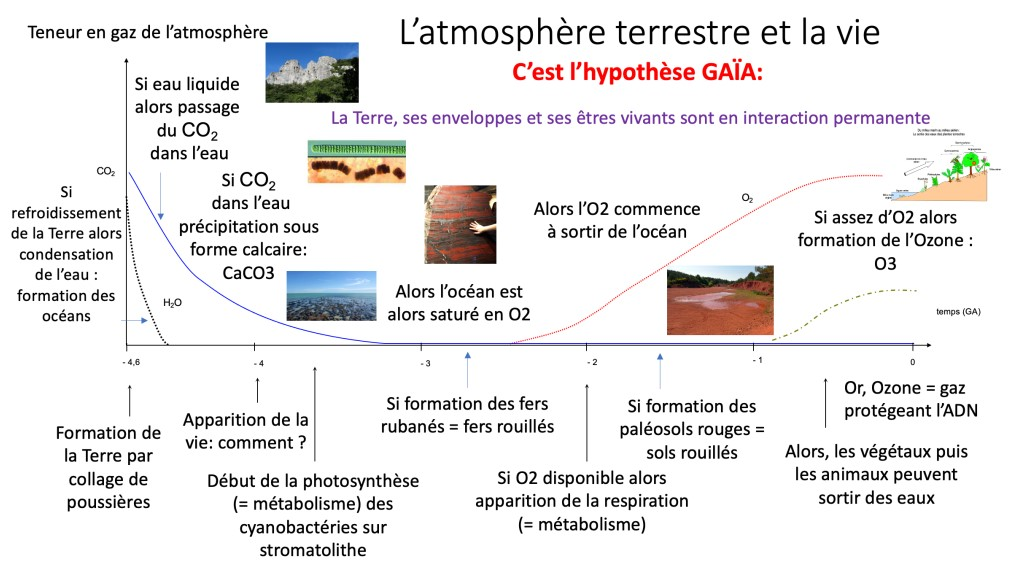 L'atmosphère terrestre et la vie
C'est l'hypothèse GAÏA:
La Terre, ses enveloppes et ses êtres vivants sont en interaction permanente
Teneur en gaz de l'atmosphère
Si eau liquide
alors passage
du CO₂
dans l'eau
CO₂
Si
refroidissement
de la Terre alors
condensation
de l'eau :
formation des
océans
H₂O
Si CO₂
dans l'eau
précipitation sous
forme calcaire:
CaCO3
Alors l'océan est
alors saturé en O2
Alors l'O2 commence
à sortir de l'océan
O₂
Si assez d'O2 alors
formation de l'Ozone :
O3
temps (GA)
- 4,6
- 4
- 3
- 2
- 1
0
Formation de
la Terre par
collage de
poussières
Apparition de la
vie: comment ?
Début de la photosynthèse
(= métabolisme) des
cyanobactéries sur
stromatolithe
Si formation des fers
rubanés = fers rouillés
Si O2 disponible alors
apparition de la respiration
(= métabolisme)
Si formation des
paléosols rouges =
sols rouillés
Or, Ozone = gaz
protégeant l'ADN
Alors, les végétaux puis
les animaux peuvent
sortir des eaux